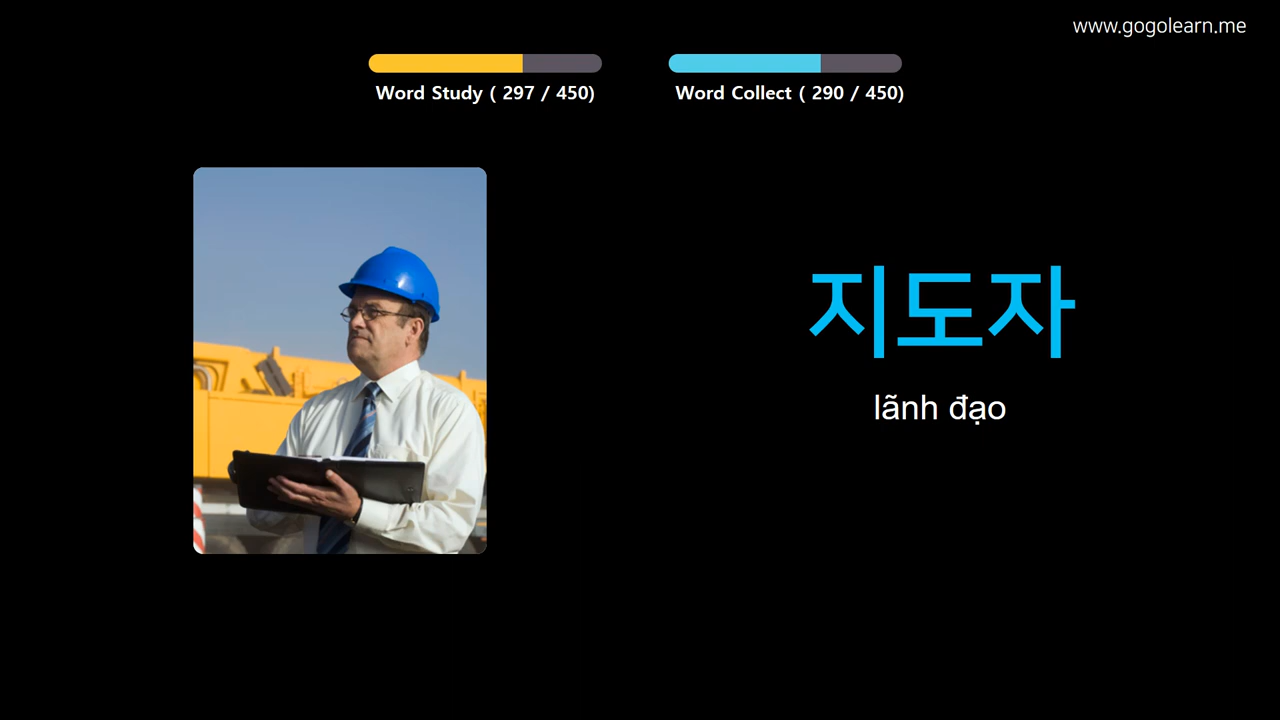 www.gogolearn.me
Word Study ( 297 / 450)
Word Collect ( 290 / 450)
지도자
lãnh đạo